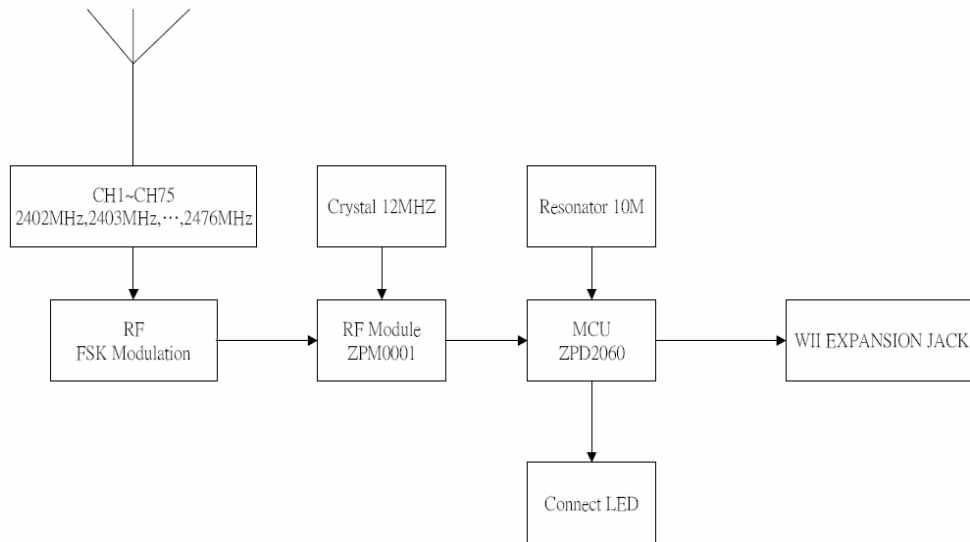 CH1~CH75
2402MHz,2403MHz,⋯,2476MHz
Crystal 12MHZ
Resonator 10M
RF
FSK Modulation
RF Module
ZPM0001
MCU
ZPD2060
WII EXPANSION JACK
Connect LED